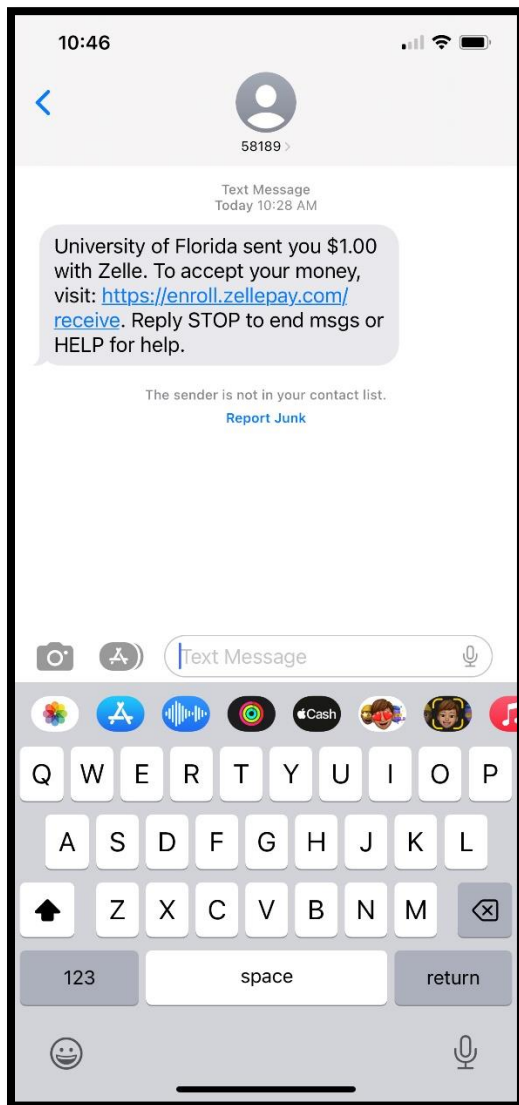 10:46
58189
Text Message
Today 10:28 AM
University of Florida sent you $1.00
with Zelle. To accept your money,
visit: https://enroll.zellepay.com/
receive. Reply STOP to end msgs or
HELP for help.
The sender is not in your contact list.
Report Junk
Text Message
Cash
Q W E R T Y U I O P
A S D F G H J K L
Z X C V B N M
123 space return